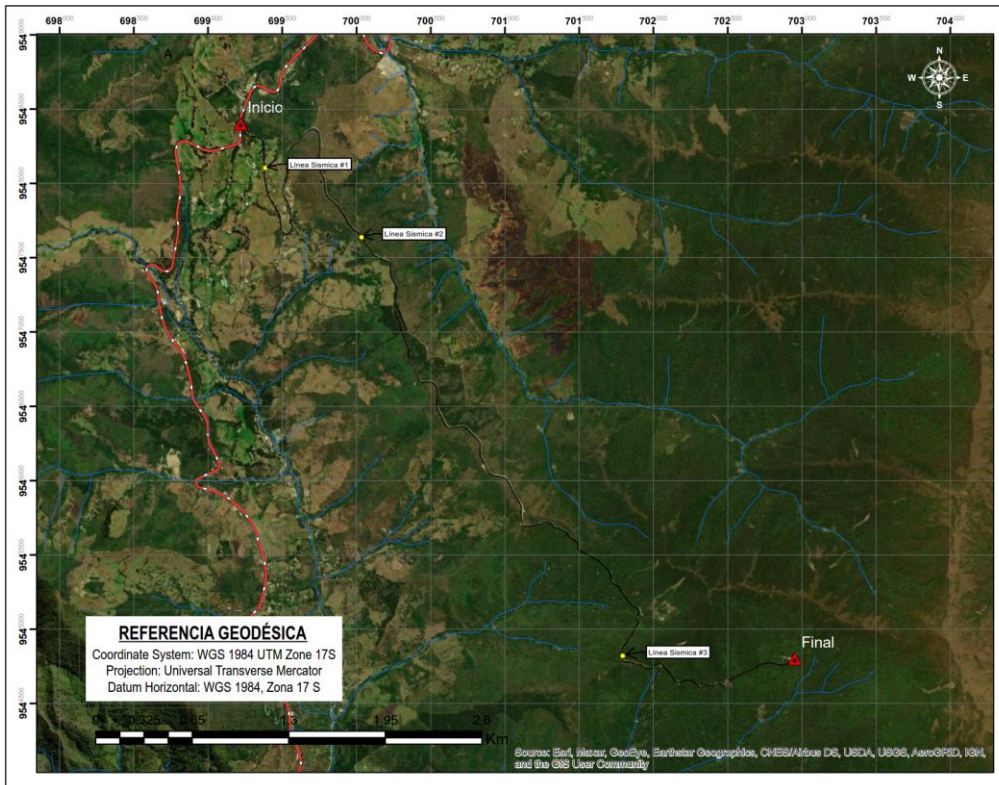 698 698 699 699 700 700 701 701 702 702 703 703 704
954
954
954
954
954
954
954
954
954
954
A
N
W E
S
Inicio
Línea Sismica #1
Línea Sismica #2
Línea Sismica #3
Final
REFERENCIA GEODÉSICA
Coordinate System: WGS 1984 UTM Zone 17S
Projection: Universal Transverse Mercator
Datum Horizontal: WGS 1984, Zona 17 S
0 0.325 0.65 1.3 1.95 2.6
Km
Source: Esri, Maxar, GeoEye, Earthstar Geographics, CNES/Airbus DS, USDA, USGS, AeroGRID, IGN,
and the GIS User Community